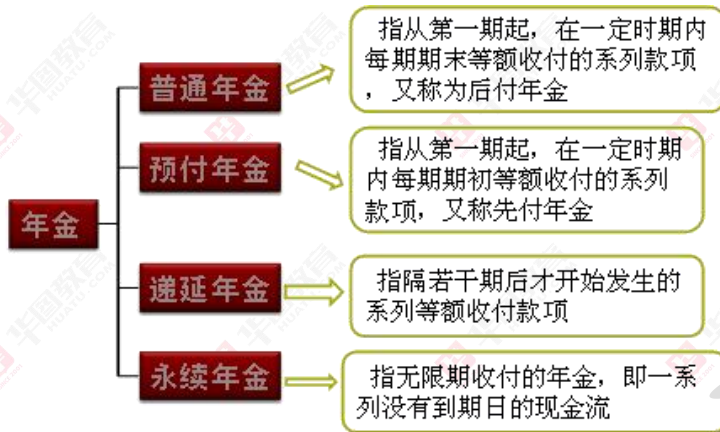 年金
普通年金
指从第一期起，在一定时期内
每期期末等额收付的系列款项
，又称为后付年金
预付年金
指从第一期起，在一定时期
内每期期初等额收付的系列
款项，又称先付年金
递延年金
指隔若干期后才开始发生的
系列等额收付款项
永续年金
指无限期收付的年金，即一系
列没有到期日的现金流
华图教育
HUATU.COM